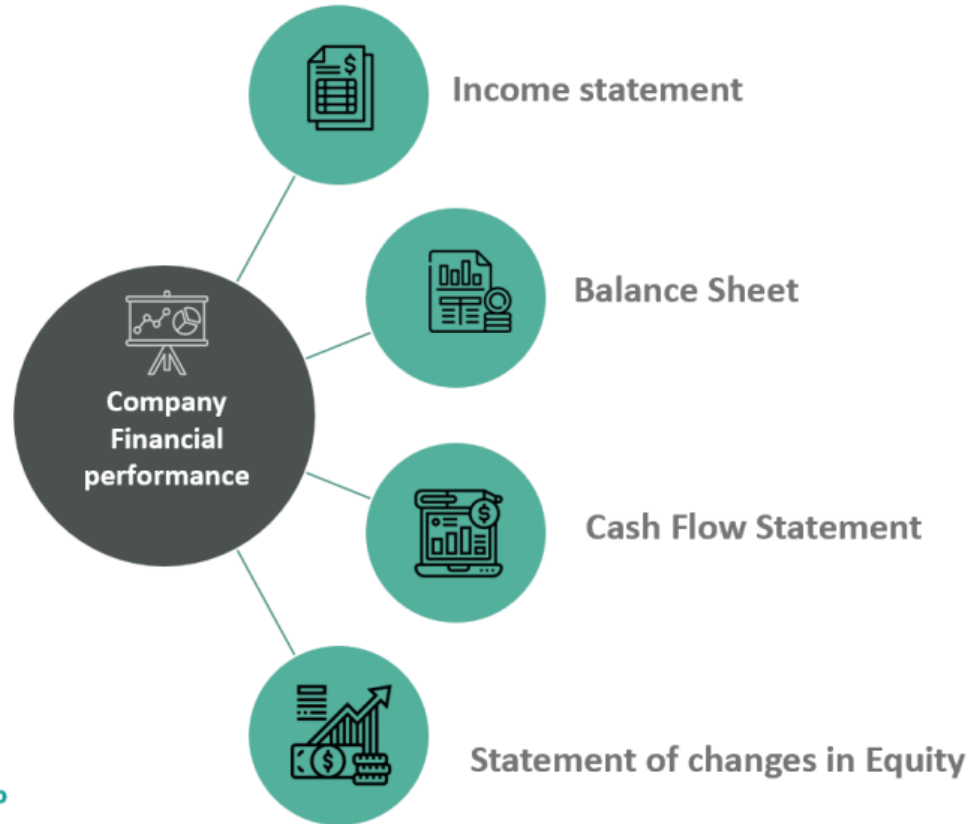 Income statement
Balance Sheet
Company
Financial
performance
Cash Flow Statement
Statement of changes in Equity